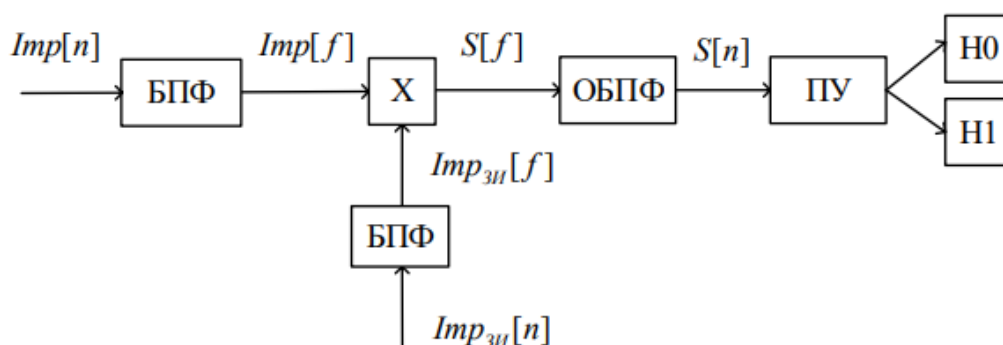 Imp[n]
Imp[f]
S[f]
S[n]
H0
БПФ
X
ОБПФ
ПУ
H1
Imp_ЗИ[f]
БПФ
Imp_ЗИ[n]